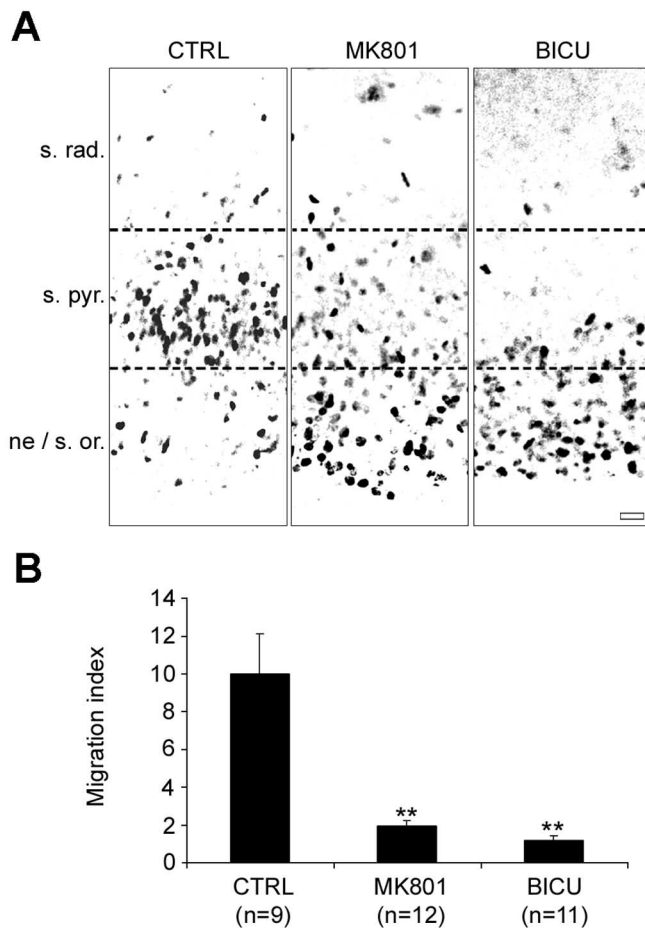 A
CTRL MK801 BICU
s. rad.
s. pyr.
ne / s. or.
B
Migration index
14
12
10
8
6
4
2
0
** **
CTRL MK801 BICU
(n=9) (n=12) (n=11)